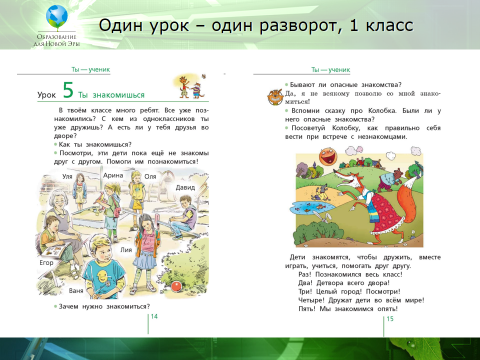 Образование
для Новой Эры
Один урок – один разворот, 1 класс
Ты — ученик
Урок 5 Ты знакомишься
В твоём классе много ребят. Все уже поз-
накомились? С кем из одноклассников ты
уже дружишь? А есть ли у тебя друзья во
дворе?
Как ты знакомишься?
Посмотри, эти дети пока ещё не знакомы
друг с другом. Помоги им познакомиться!
Уля
Арина
Оля
Давид
Лия
Егор
Ваня
Зачем нужно знакомиться?
14
Ты — ученик
Бывают ли опасные знакомства?
Да, я не всякому позволю со мной знако-
миться!
Вспомни сказку про Колобка. Были ли у
него опасные знакомства?
Посоветуй Колобку, как правильно себя
вести при встрече с незнакомцами.
Дети знакомятся, чтобы дружить, вместе
играть, учиться, помогать друг другу.
Раз! Познакомился весь класс!
Два! Детвора всего двора!
Три! Целый город! Посмотри!
Четыре! Дружат дети во всём мире!
Пять! Мы знакомимся опять!
15